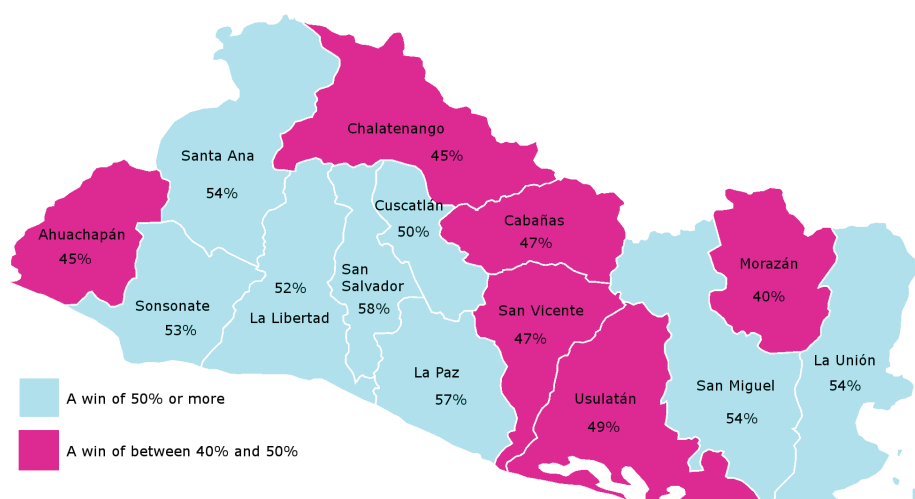 Chalatenango
45%
Santa Ana
54%
Cuscatlán
50%
Cabañas
47%
Ahuachapán
45%
Morazán
40%
San
Salvador
58%
52%
La Libertad
Sonsonate
53%
San Vicente
47%
La Unión
54%
La Paz
57%
San Miguel
54%
Usulatán
49%
A win of 50% or more
A win of between 40% and 50%